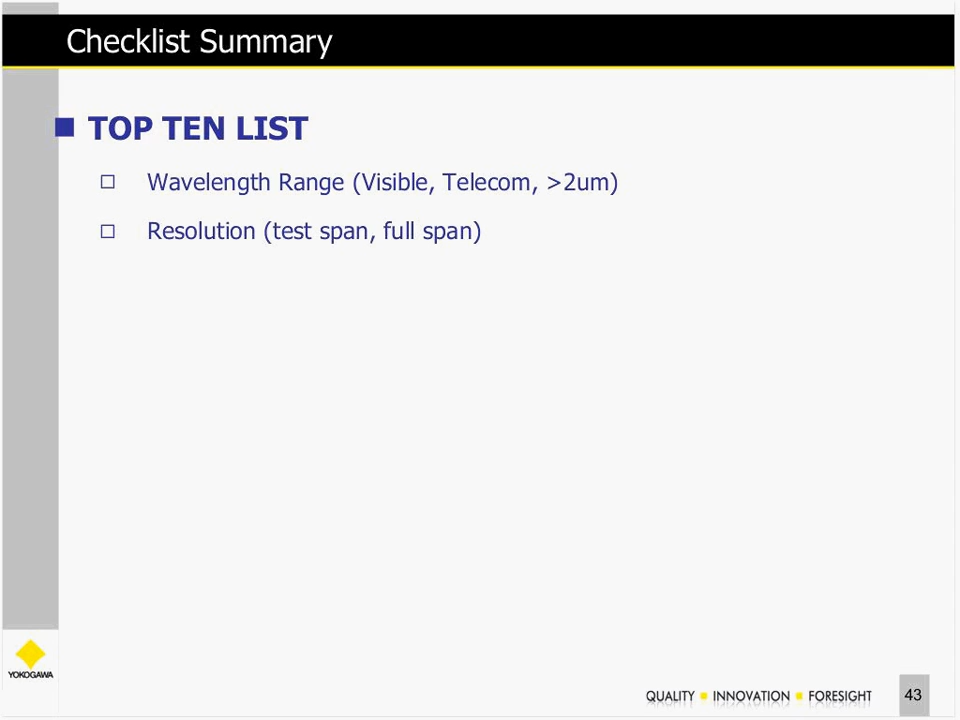 Checklist Summary
TOP TEN LIST
Wavelength Range (Visible, Telecom, >2um)
Resolution (test span, full span)
YOKOGAWA
QUALITY ■ INNOVATION ■ FORESIGHT
43